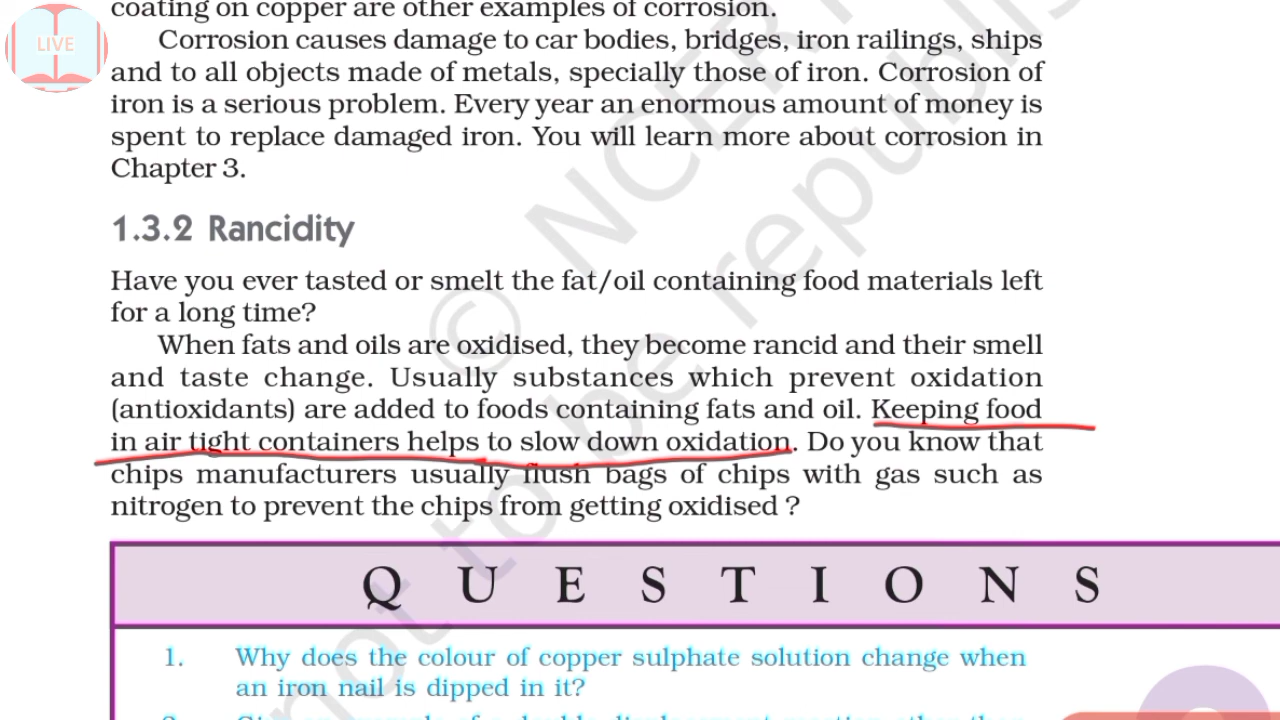 LIVE
coating on copper are other examples of corrosion.
Corrosion causes damage to car bodies, bridges, iron railings, ships
and to all objects made of metals, specially those of iron. Corrosion of
iron is a serious problem. Every year an enormous amount of money is
spent to replace damaged iron. You will learn more about corrosion in
Chapter 3.
1.3.2 Rancidity
Have you ever tasted or smelt the fat/oil containing food materials left
for a long time?
When fats and oils are oxidised, they become rancid and their smell
and taste change. Usually substances which prevent oxidation
(antioxidants) are added to foods containing fats and oil. Keeping food
in air tight containers helps to slow down oxidation. Do you know that
chips manufacturers usually flush bags of chips with gas such as
nitrogen to prevent the chips from getting oxidised ?
QUESTIONS
1. Why does the colour of copper sulphate solution change when
an iron nail is dipped in it?
© NCER
not to be republi